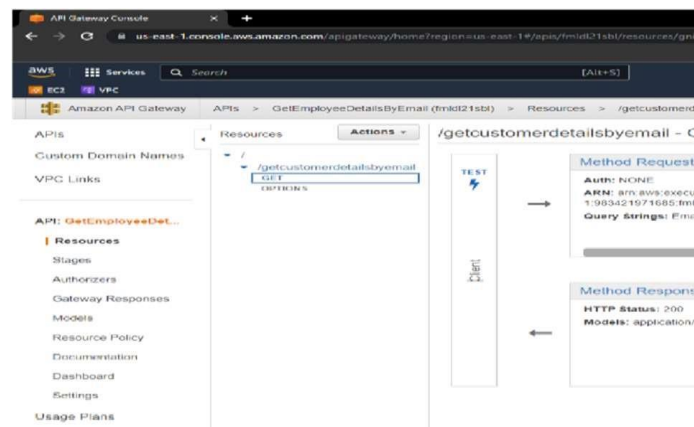 API Gateway Console
us-east-1.console.aws.amazon.com/apigateway/home?region=us-east-1#/apis/fmldl21sbl/resources/
aws Services Search [Alt+S]
EC2 VPC
Amazon API Gateway APIs > GetEmployeeDetailsByEmail (fmldl21sbl) > Resources > /getcustomerd
APIs
Custom Domain Names
VPC Links
API: GetEmployeeDet...
Resources
Stages
Authorizers
Gateway Responses
Models
Resource Policy
Documentation
Dashboard
Settings
Usage Plans
Resources Actions
/
/getcustomerdetailsbyemail
GET
OPTIONS
/getcustomerdetailsbyemail -
TEST
Client
Method Request
Auth: NONE
ARN: arn:aws:execu
1:983421971685:fml
Query Strings: Ema
Method Respons
HTTP Status: 200
Models: application/